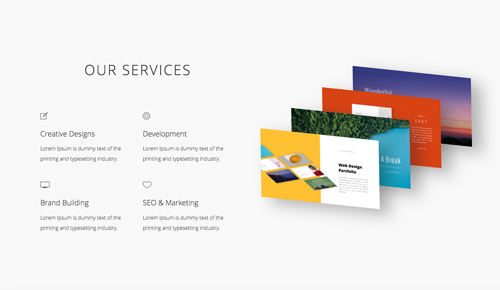 OUR SERVICES
Creative Designs
Lorem Ipsum is dummy text of the
printing and typesetting industry.
Development
Lorem Ipsum is dummy text of the
printing and typesetting industry.
Brand Building
Lorem Ipsum is dummy text of the
printing and typesetting industry.
SEO & Marketing
Lorem Ipsum is dummy text of the
printing and typesetting industry.
Wonderful
EASY
A Break
Web Design
Portfolio